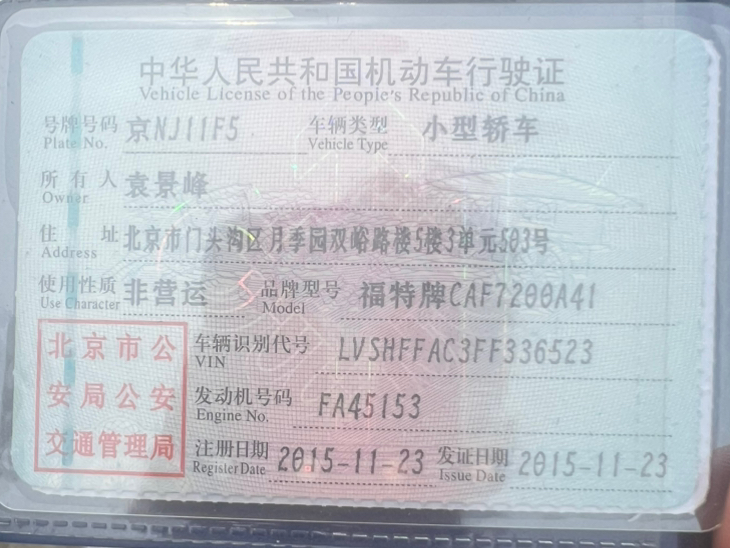 中华人民共和国机动车行驶证
Vehicle License of the People's Republic of China
号牌号码 京NJ11F5 车辆类型 小型轿车
Plate No. Vehicle Type
所有人 袁景峰
Owner
住址 北京市门头沟区月季园双峪路楼5楼3单元503号
Address
使用性质 非营运 品牌型号 福特牌CAF7200A41
Use Character Model
北京市公
安局公安
交通管理局
车辆识别代号 LVSHFFAC3FF336523
VIN
发动机号码 FA45153
Engine No.
注册日期 2015-11-23 发证日期 2015-11-23
Register Date Issue Date